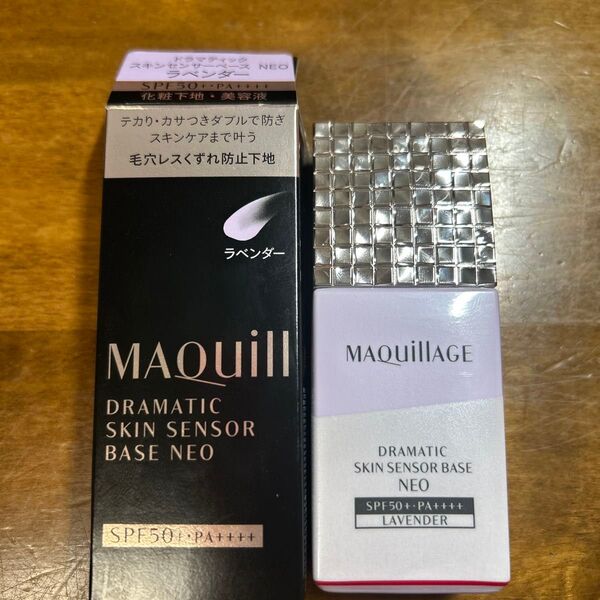 ドラマティック
スキンセンサーベース NEO
ラベンダー
SPF50+・PA++++
化粧下地・美容液
テカリ・カサつきダブルで防ぎ
スキンケアまで叶う
毛穴レスくずれ防止下地
ラベンダー
MAQuill
DRAMATIC
SKIN SENSOR
BASE NEO
SPF50+・PA++++
MAQuillAGE
DRAMATIC
SKIN SENSOR BASE
NEO
SPF50+・PA++++
LAVENDER